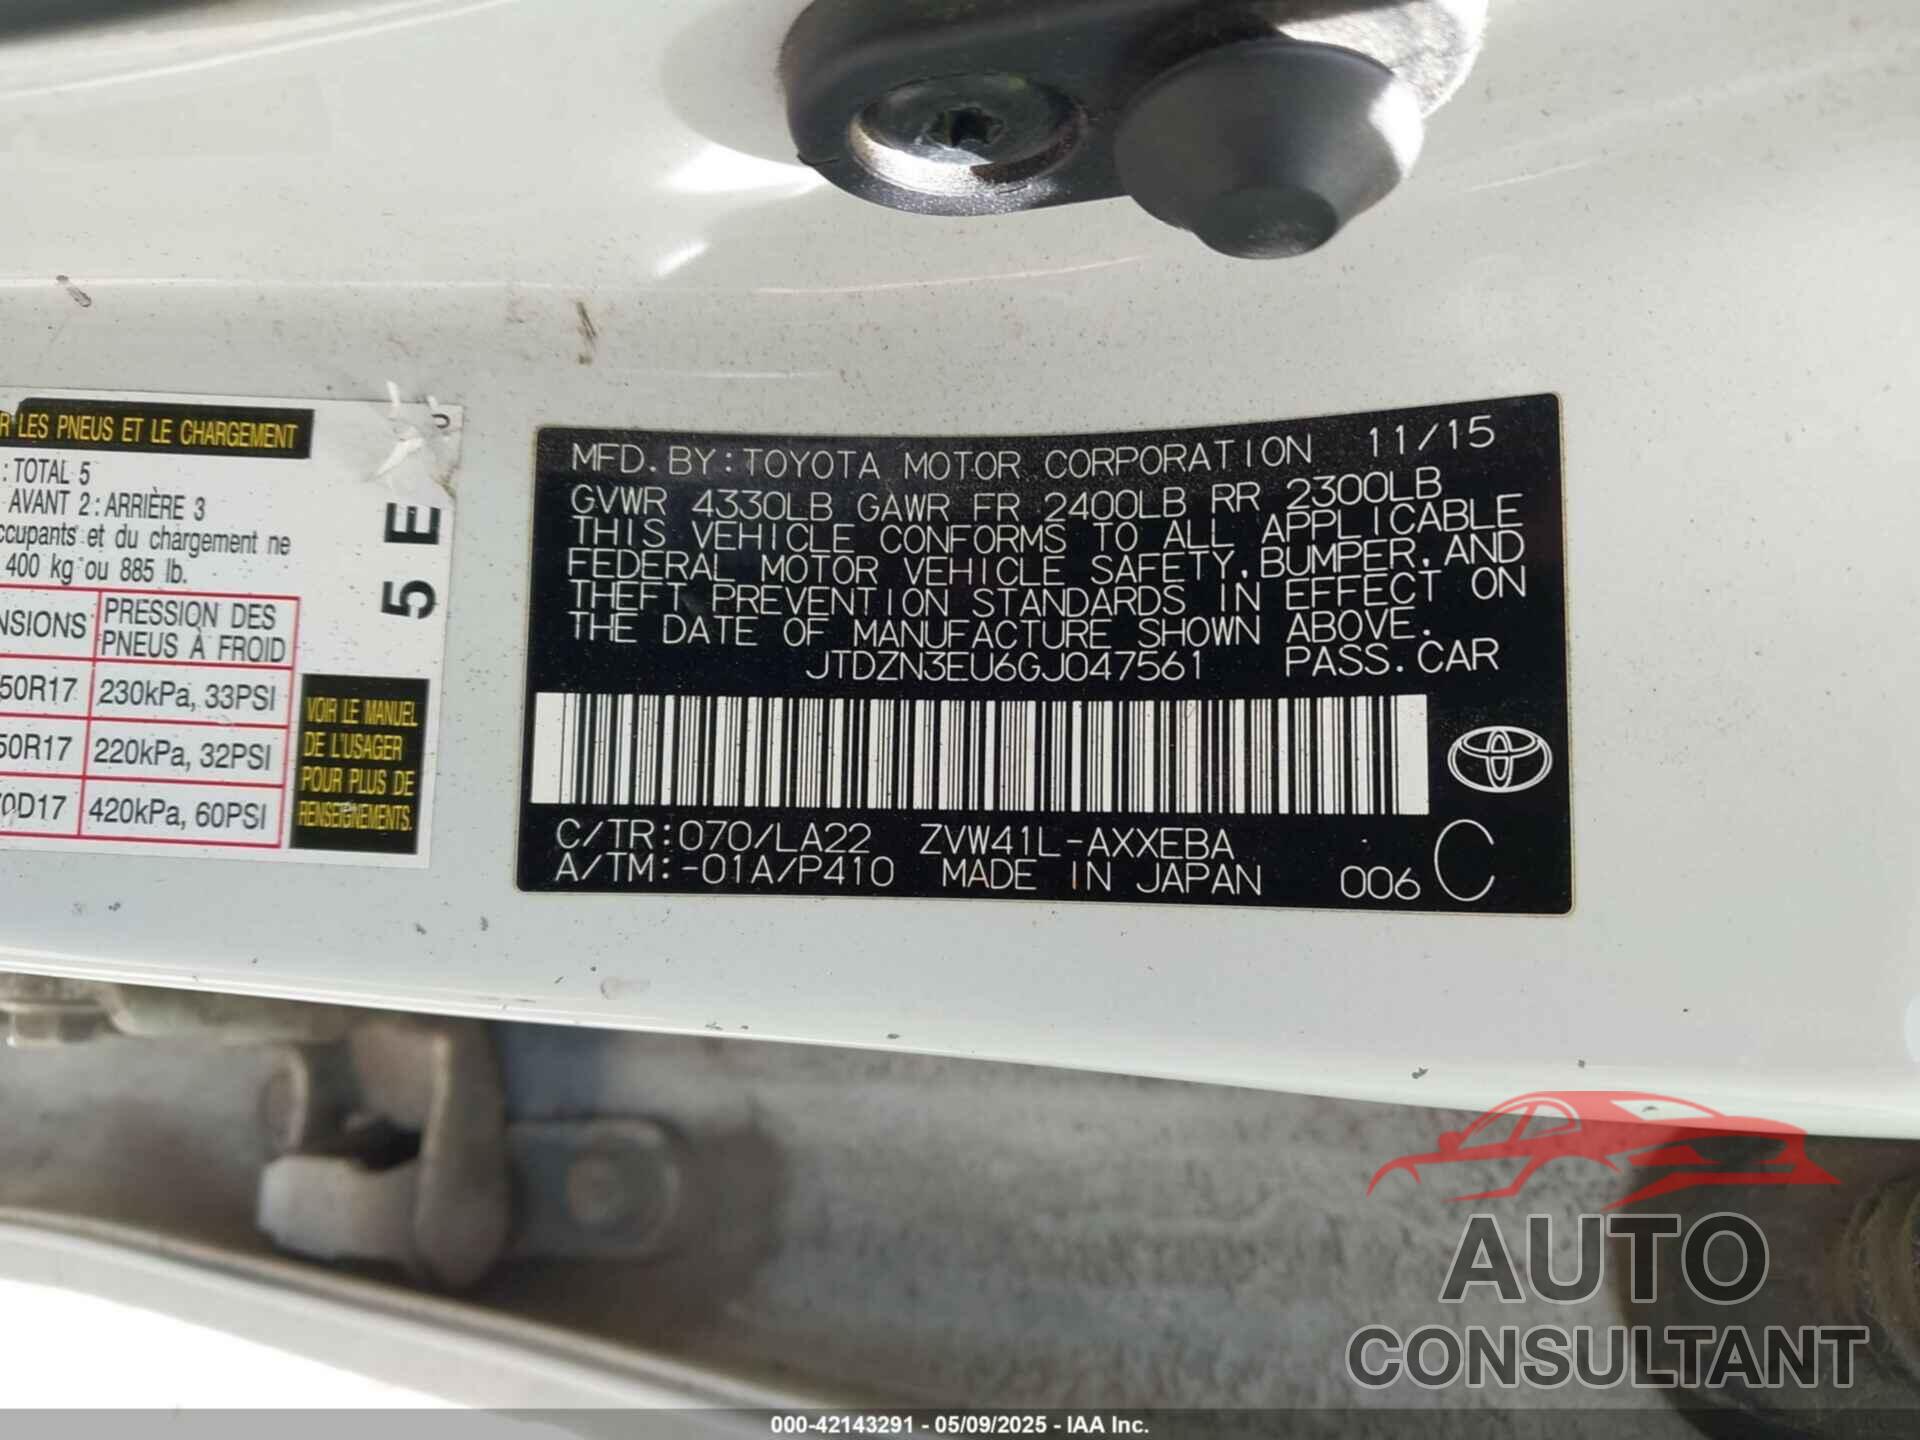 R LES PNEUS ET LE CHARGEMENT
: TOTAL 5
AVANT 2 : ARRIÈRE 3
ccupants et du chargement ne
400 kg ou 885 lb.
NSIONS PRESSION DES PNEUS À FROID
50R17 230kPa, 33PSI
50R17 220kPa, 32PSI
70D17 420kPa, 60PSI
5 E
J
VOIR LE MANUEL
DE L'USAGER
POUR PLUS DE
RENSEIGNEMENTS.
MFD. BY: TOYOTA MOTOR CORPORATION 11/15
GVWR 4330LB GAWR FR 2400LB RR 2300LB
THIS VEHICLE CONFORMS TO ALL APPLICABLE
FEDERAL MOTOR VEHICLE SAFETY, BUMPER, AND
THEFT PREVENTION STANDARDS IN EFFECT ON
THE DATE OF MANUFACTURE SHOWN ABOVE.
JTDZN3EU6GJ047561 PASS. CAR
C/TR: 070/LA22 ZVW41L-AXXEBA
A/TM: -01A/P410 MADE IN JAPAN 006 C
AUTO
CONSULTANT
000-42143291 - 05/09/2025 - IAA Inc.